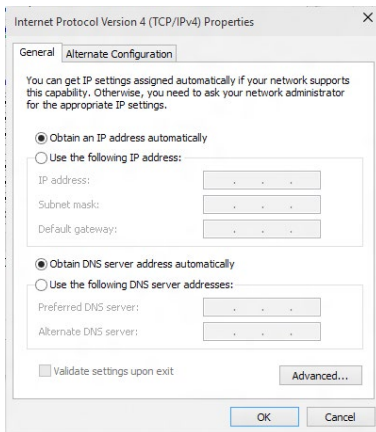 Internet Protocol Version 4 (TCP/IPv4) Properties
General
Alternate Configuration
You can get IP settings assigned automatically if your network supports
this capability. Otherwise, you need to ask your network administrator
for the appropriate IP settings.
Obtain an IP address automatically
Use the following IP address:
IP address:
Subnet mask:
Default gateway:
Obtain DNS server address automatically
Use the following DNS server addresses:
Preferred DNS server:
Alternate DNS server:
Validate settings upon exit
Advanced...
OK
Cancel